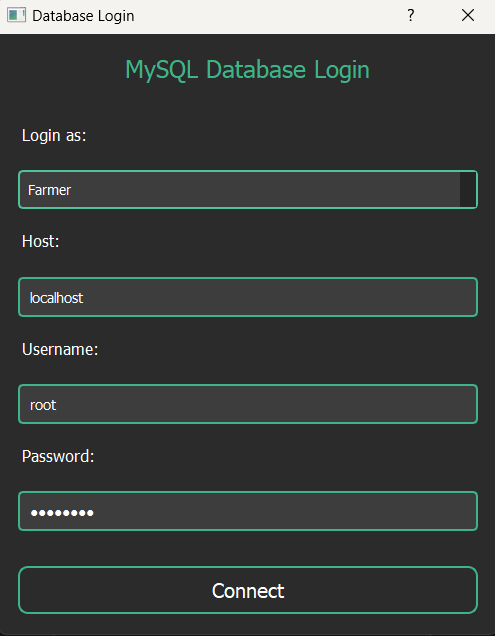 Database Login
?
MySQL Database Login
Login as:
Farmer
Host:
localhost
Username:
root
Password:
●●●●●●●●
Connect